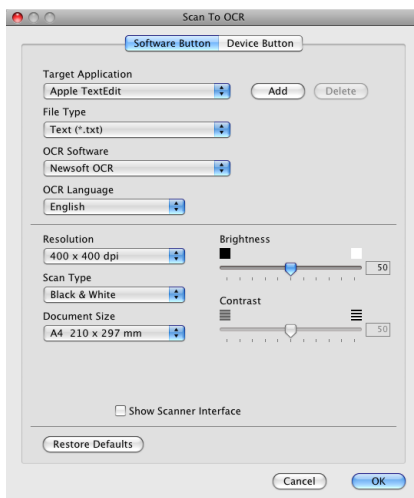 Scan To OCR
Software Button Device Button
Target Application
Apple TextEdit Add Delete
File Type
Text (*.txt)
OCR Software
Newsoft OCR
OCR Language
English
Resolution Brightness
400 x 400 dpi 50
Scan Type
Black & White Contrast
Document Size 50
A4 210 x 297 mm
Show Scanner Interface
Restore Defaults
Cancel OK